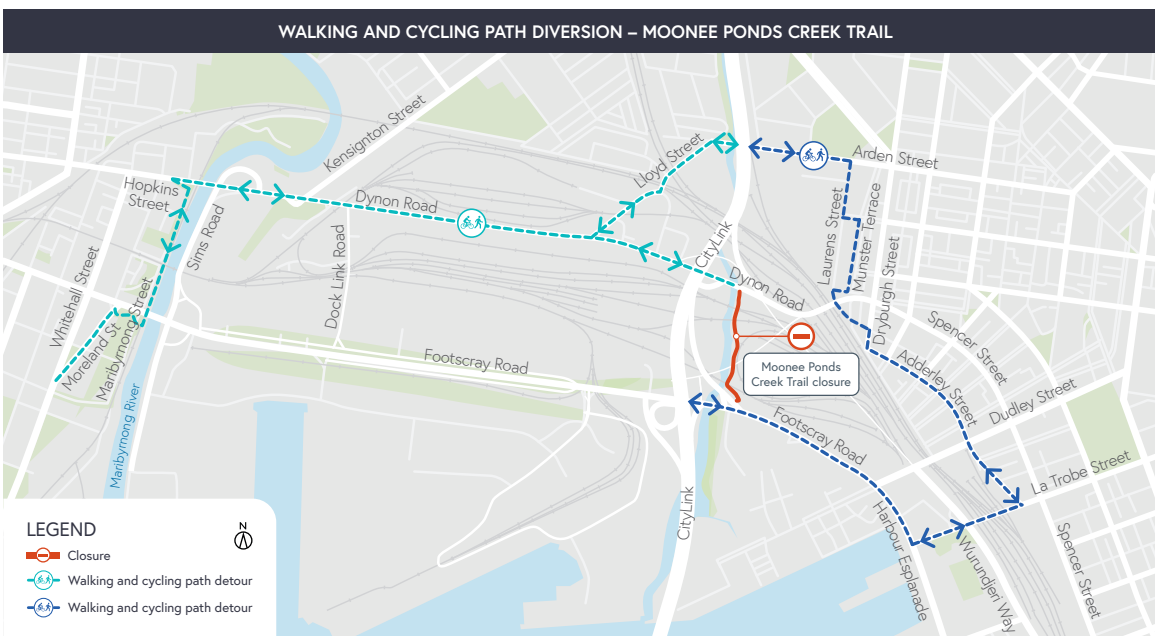 WALKING AND CYCLING PATH DIVERSION – MOONEE PONDS CREEK TRAIL
Kensignton Street
Lloyd Street
Arden Street
Hopkins
Street
Dynon Road
Laurens Street
Munster Terrace
Sims Road
CityLink
Dryburgh Street
Whitehall Street
Dock Link Road
Dynon Road
Moreland St
Maribyrnong Street
Spencer Street
Footscray Road
Moonee Ponds
Creek Trail closure
Adderley Street
Dudley Street
Maribyrnong River
Footscray Road
La Trobe Street
CityLink
Harbour Esplanade
Wurundjeri Way
Spencer Street
LEGEND
N
Closure
Walking and cycling path detour
Walking and cycling path detour